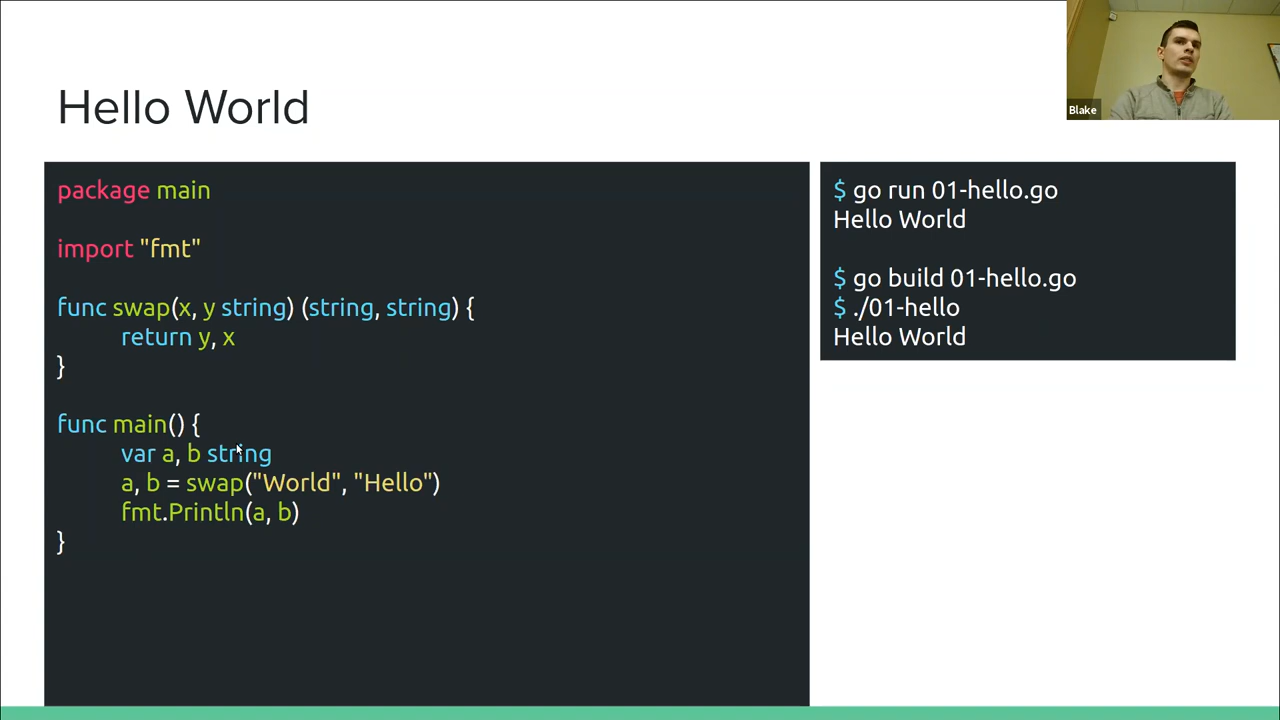 Hello World
package main
import "fmt"
func swap(x, y string) (string, string) {
return y, x
}
func main() {
var a, b string
a, b = swap("World", "Hello")
fmt.Println(a, b)
}
$ go run 01-hello.go
Hello World
$ go build 01-hello.go
$ ./01-hello
Hello World
Blake